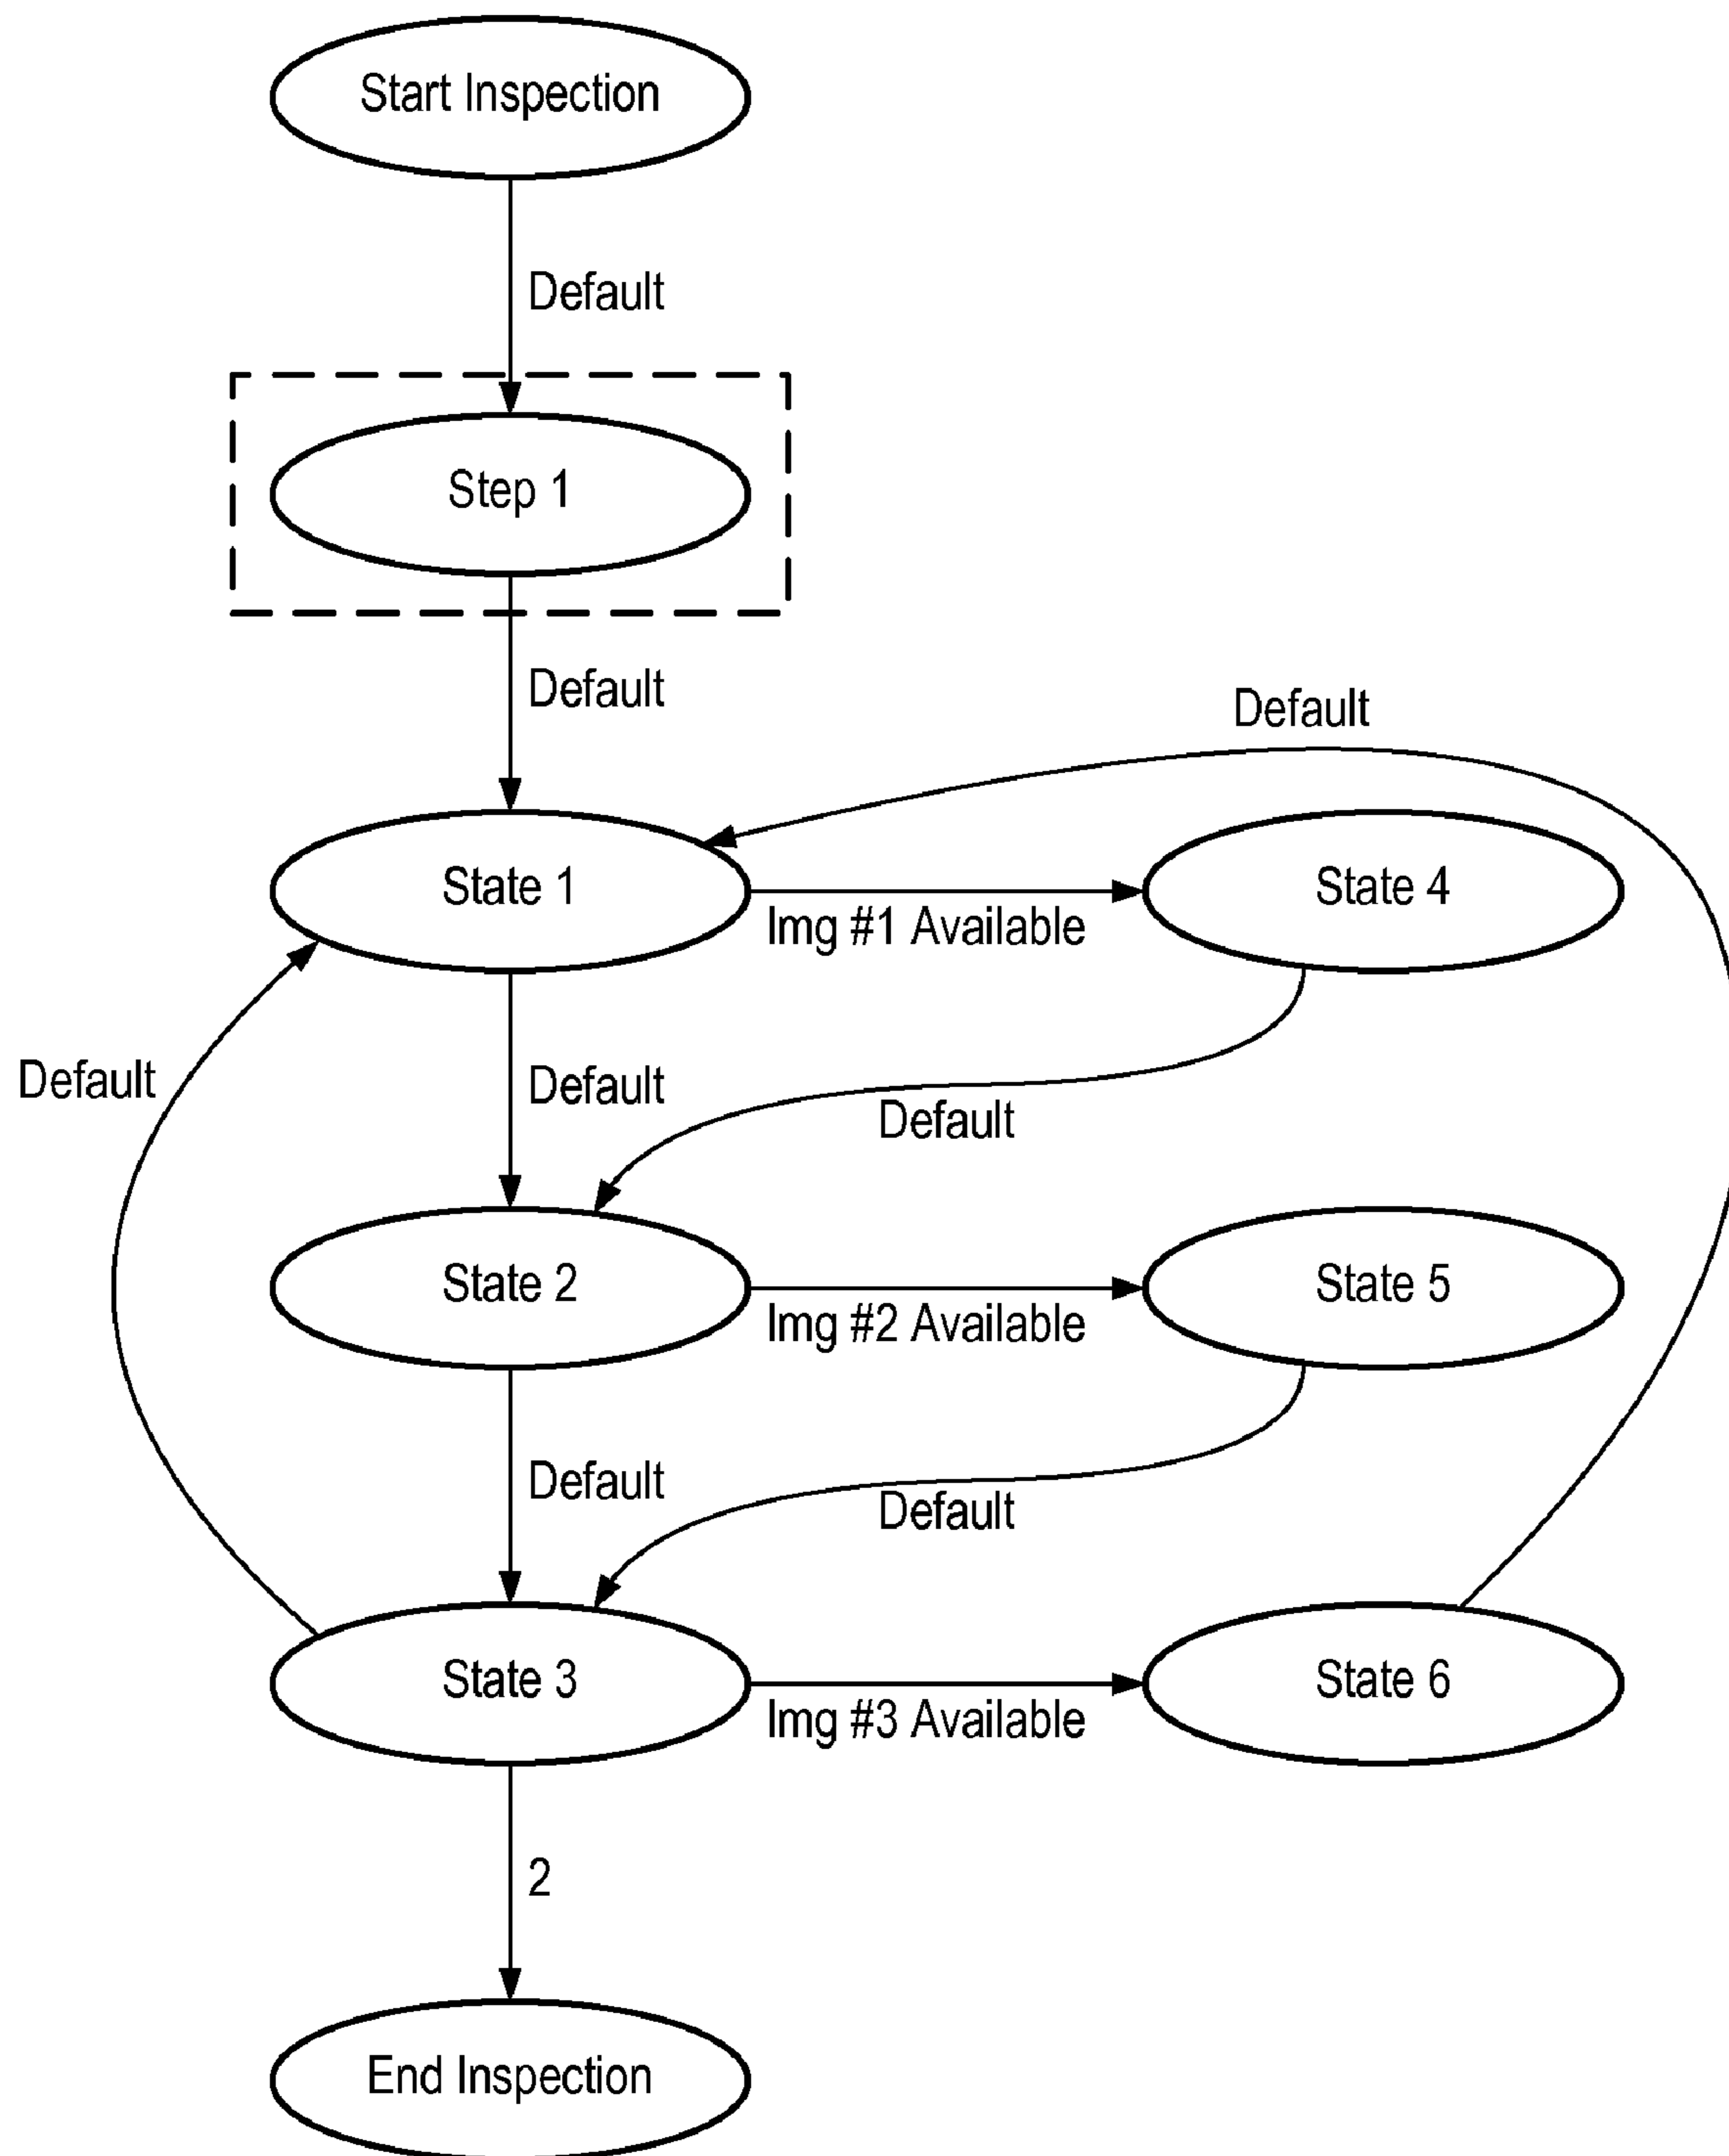 Start Inspection
Default
Step 1
Default
Default
State 1
State 4
Img #1 Available
Default
Default
Default
State 2
State 5
Img #2 Available
Default
Default
State 3
State 6
Img #3 Available
2
End Inspection